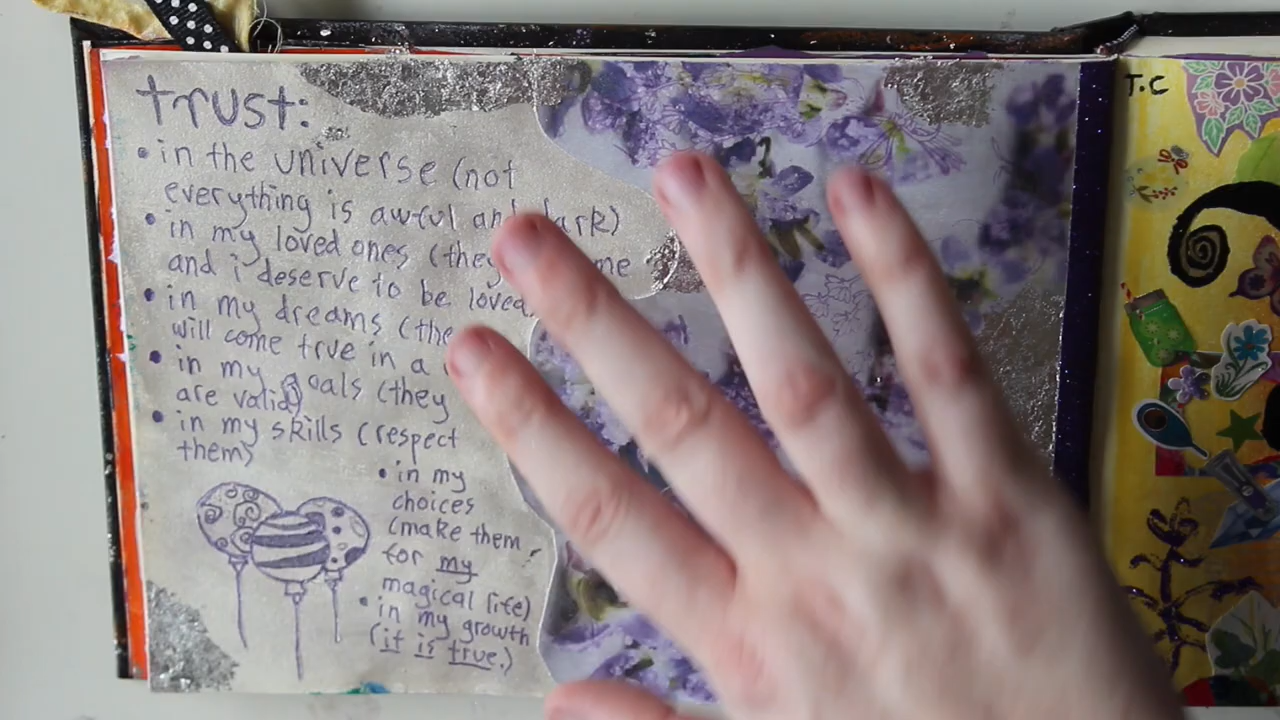 trust:
• in the universe (not
everything is awful and dark)
• in my loved ones (they me
and i deserve to be loved
• in my dreams (the
will come true in a
• in my goals (they
are valid)
• in my skills (respect
them)
• in my
choices
(make them
for my
magical life)
• in my growth
(it is true.)
T.C